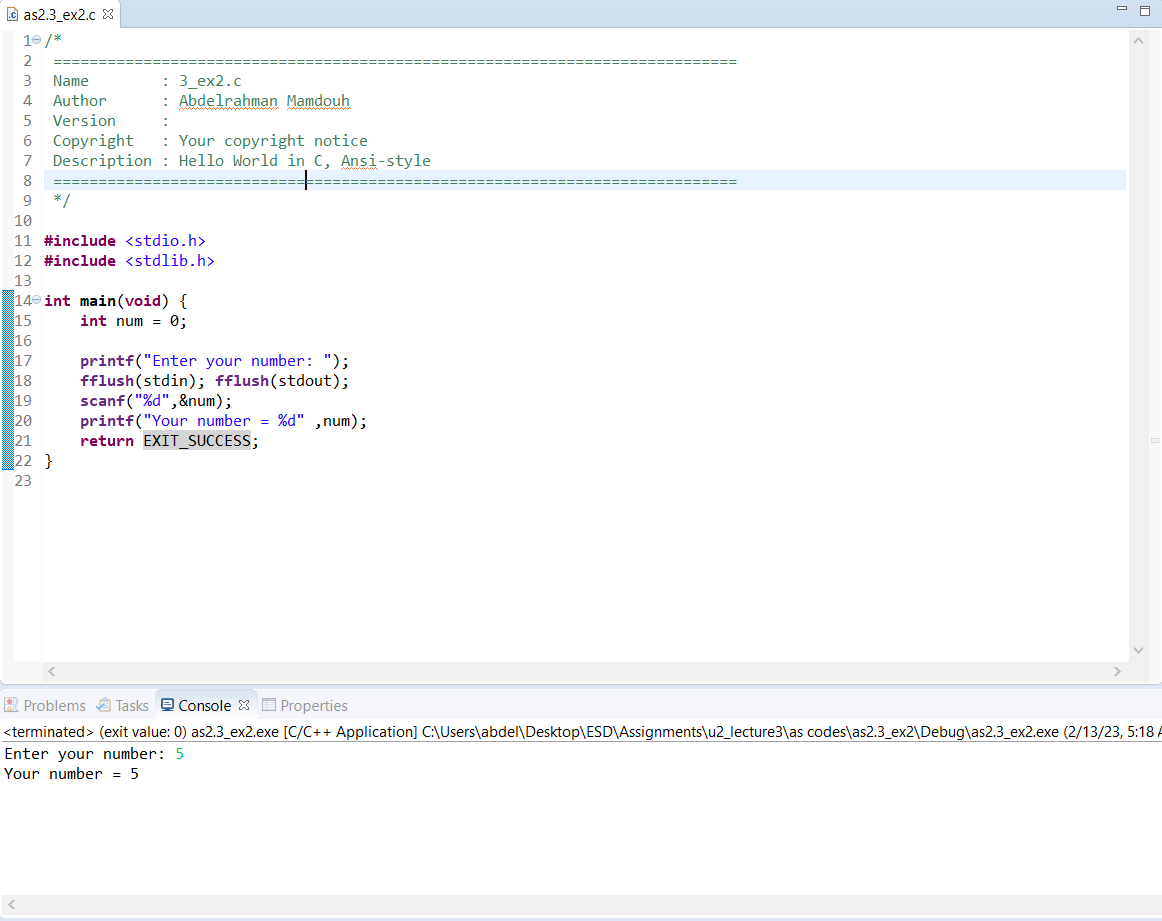 as2.3_ex2.c
1 /*
2 ==============================================================================
3 Name        : 3_ex2.c
4 Author      : Abdelrahman Mamdouh
5 Version     :
6 Copyright   : Your copyright notice
7 Description : Hello World in C, Ansi-style
8 ==============================================================================
9 */
10
11 #include <stdio.h>
12 #include <stdlib.h>
13
14 int main(void) {
15     int num = 0;
16
17     printf("Enter your number: ");
18     fflush(stdin); fflush(stdout);
19     scanf("%d",&num);
20     printf("Your number = %d" ,num);
21     return EXIT_SUCCESS;
22 }
23
Problems Tasks Console Properties
<terminated> (exit value: 0) as2.3_ex2.exe [C/C++ Application] C:\Users\abdel\Desktop\ESD\Assignments\u2_lecture3\as codes\as2.3_ex2\Debug\as2.3_ex2.exe (2/13/23, 5:18 A
Enter your number: 5
Your number = 5